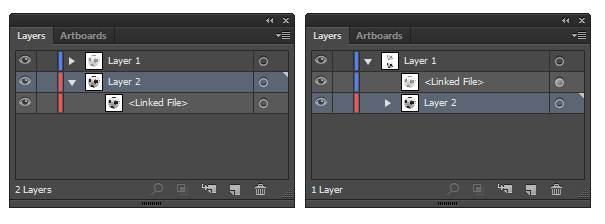 Layers Artboards
Layer 1
Layer 2
<Linked File>
2 Layers
Layers Artboards
Layer 1
<Linked File>
Layer 2
1 Layer